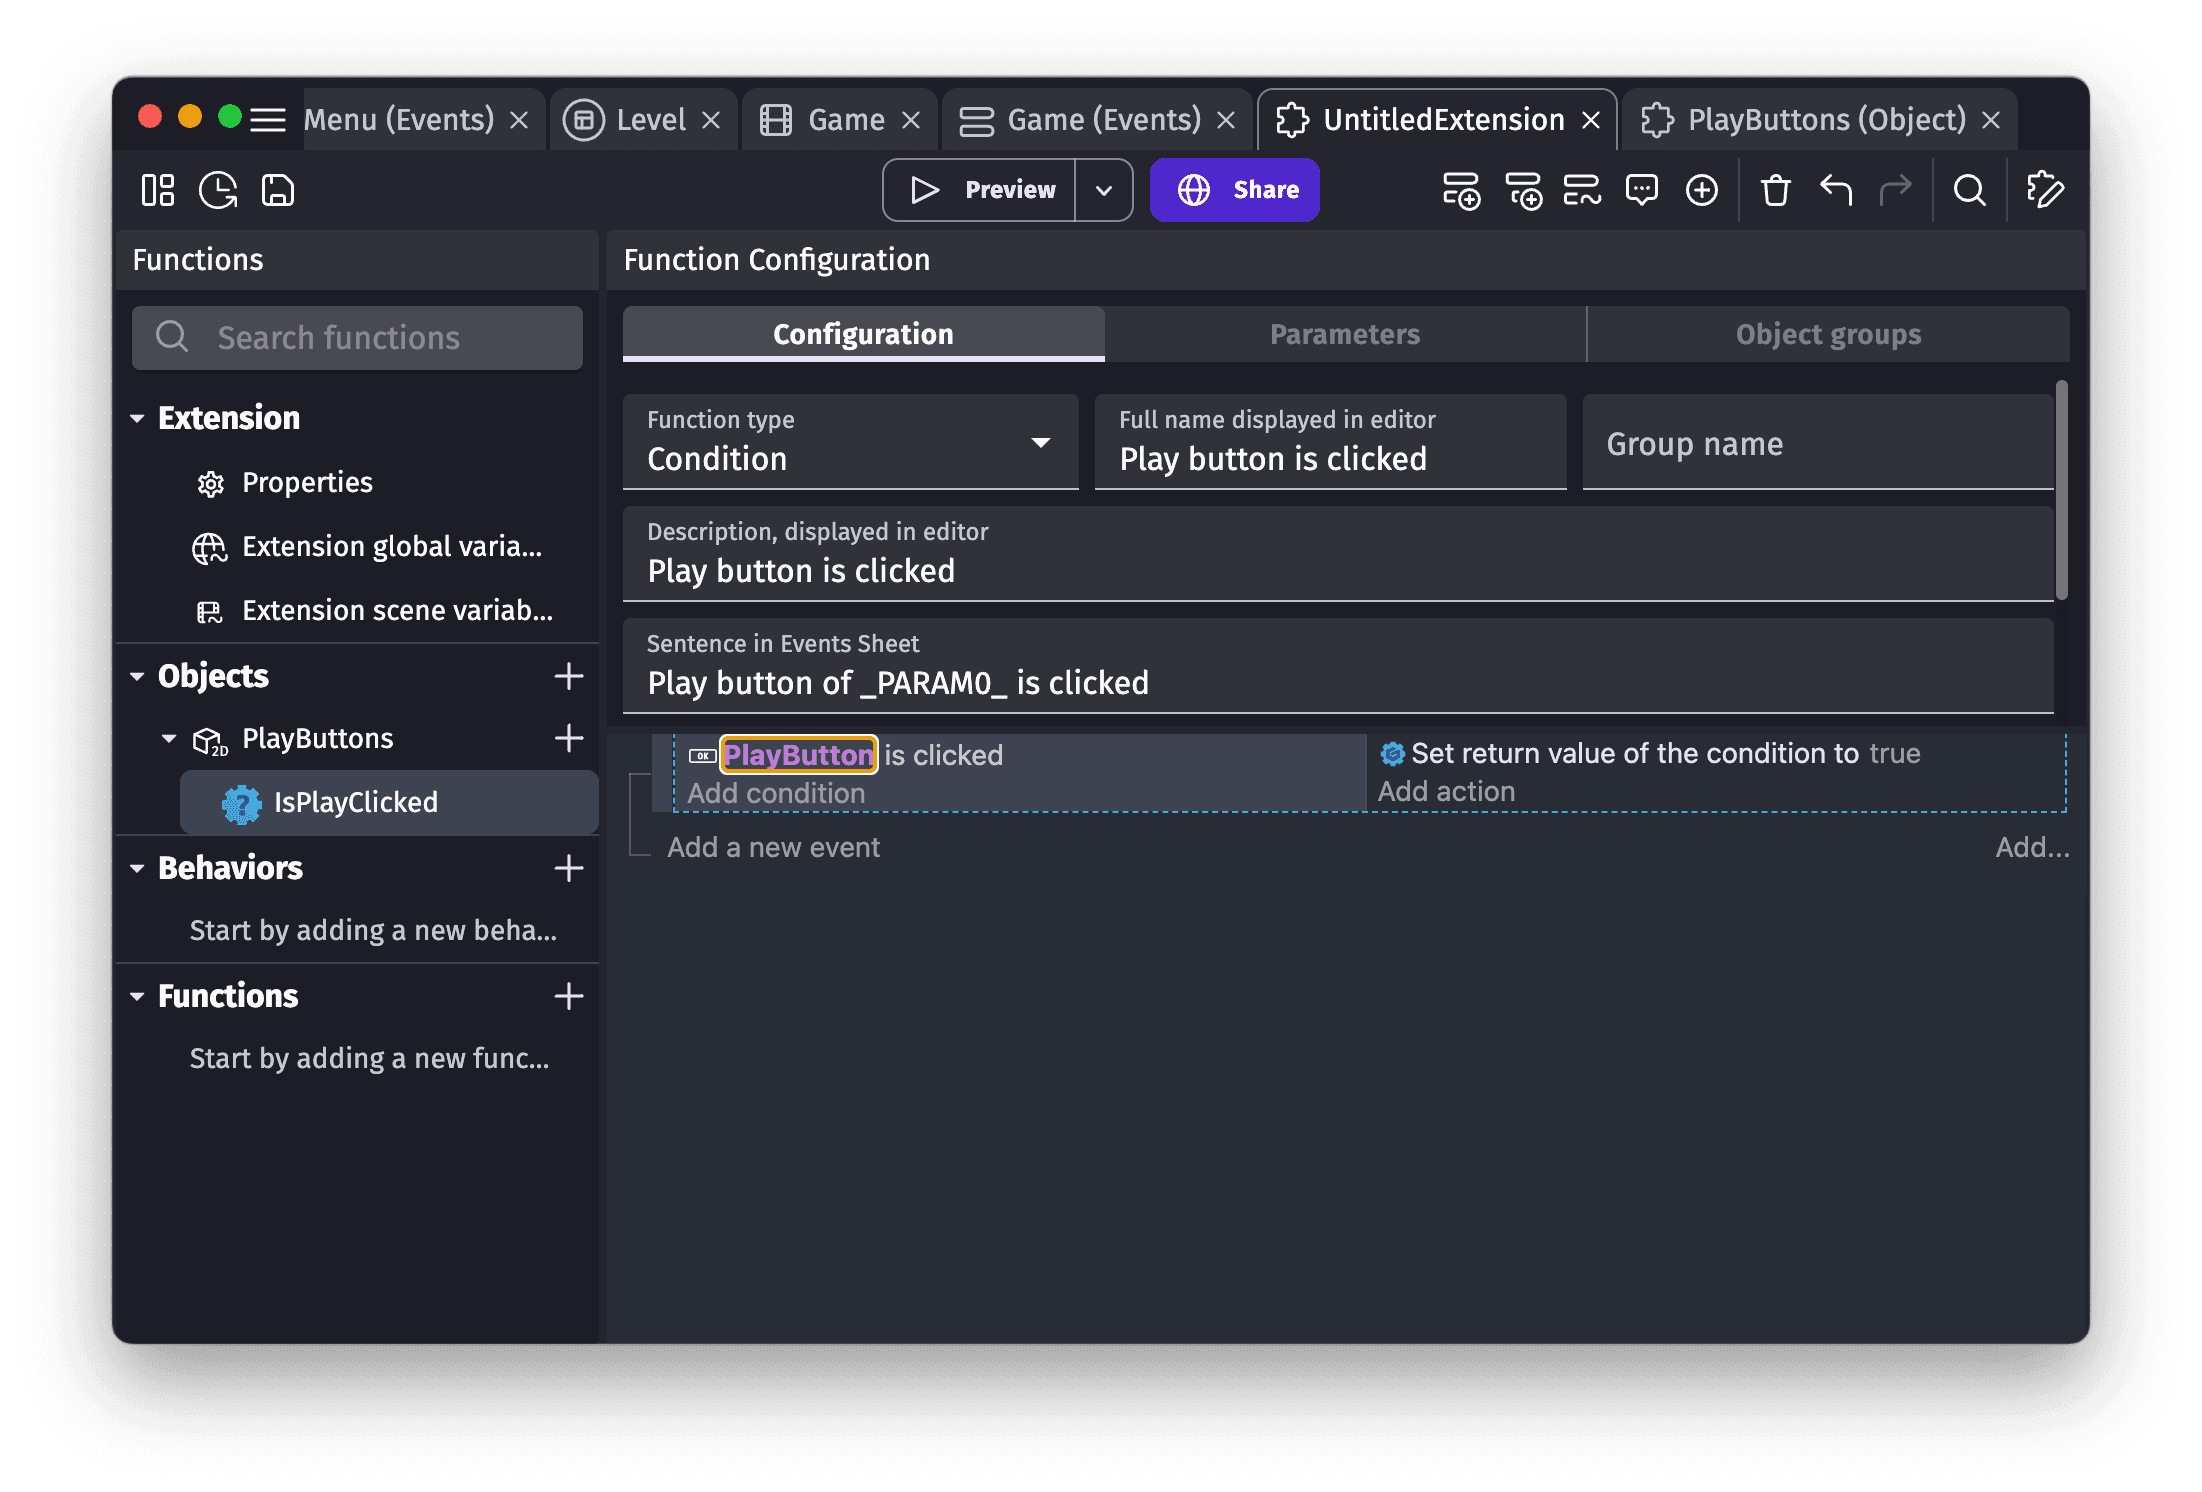 Menu (Events)
Level
Game
Game (Events)
UntitledExtension
PlayButtons (Object)
Preview
Share
Functions
Search functions
Extension
Properties
Extension global varia...
Extension scene variab...
Objects
PlayButtons
2D
IsPlayClicked
Behaviors
Start by adding a new beha...
Functions
Start by adding a new func...
Function Configuration
Configuration
Parameters
Object groups
Function type
Condition
Full name displayed in editor
Play button is clicked
Group name
Description, displayed in editor
Play button is clicked
Sentence in Events Sheet
Play button of _PARAM0_ is clicked
OK PlayButton is clicked
Add condition
Set return value of the condition to true
Add action
Add a new event
Add...